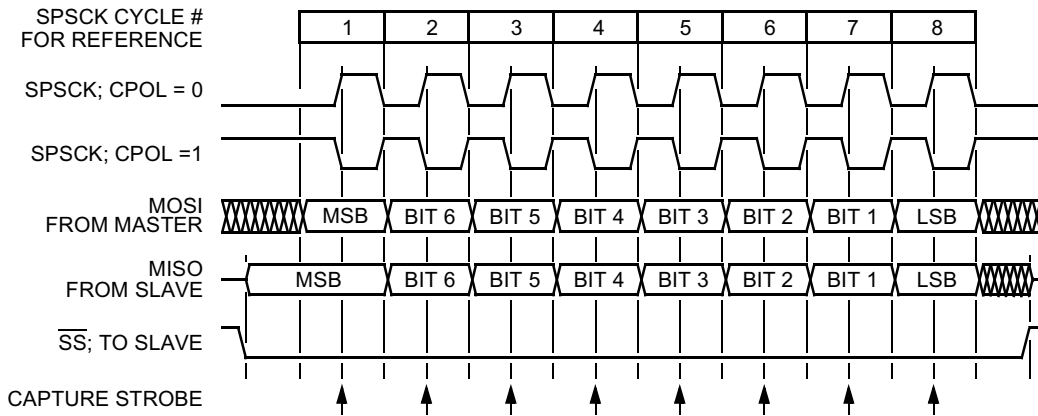 SPSCK CYCLE #
FOR REFERENCE
1 2 3 4 5 6 7 8
SPSCK; CPOL = 0
SPSCK; CPOL =1
MOSI
FROM MASTER
MSB BIT 6 BIT 5 BIT 4 BIT 3 BIT 2 BIT 1 LSB
MISO
FROM SLAVE
MSB BIT 6 BIT 5 BIT 4 BIT 3 BIT 2 BIT 1 LSB
SS; TO SLAVE
CAPTURE STROBE